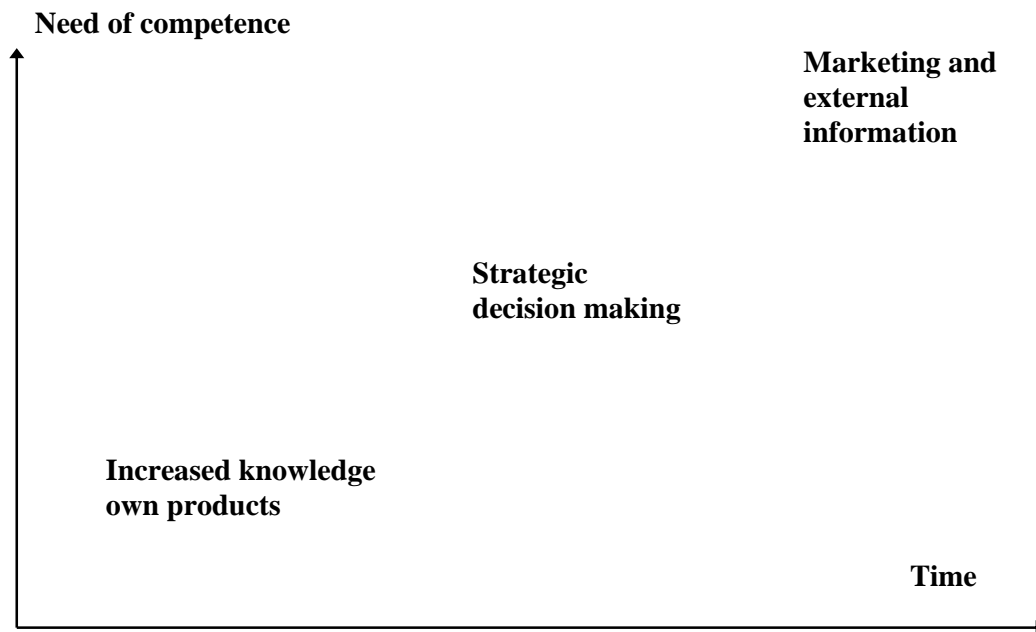 Need of competence
Marketing and
external
information
Strategic
decision making
Increased knowledge
own products
Time